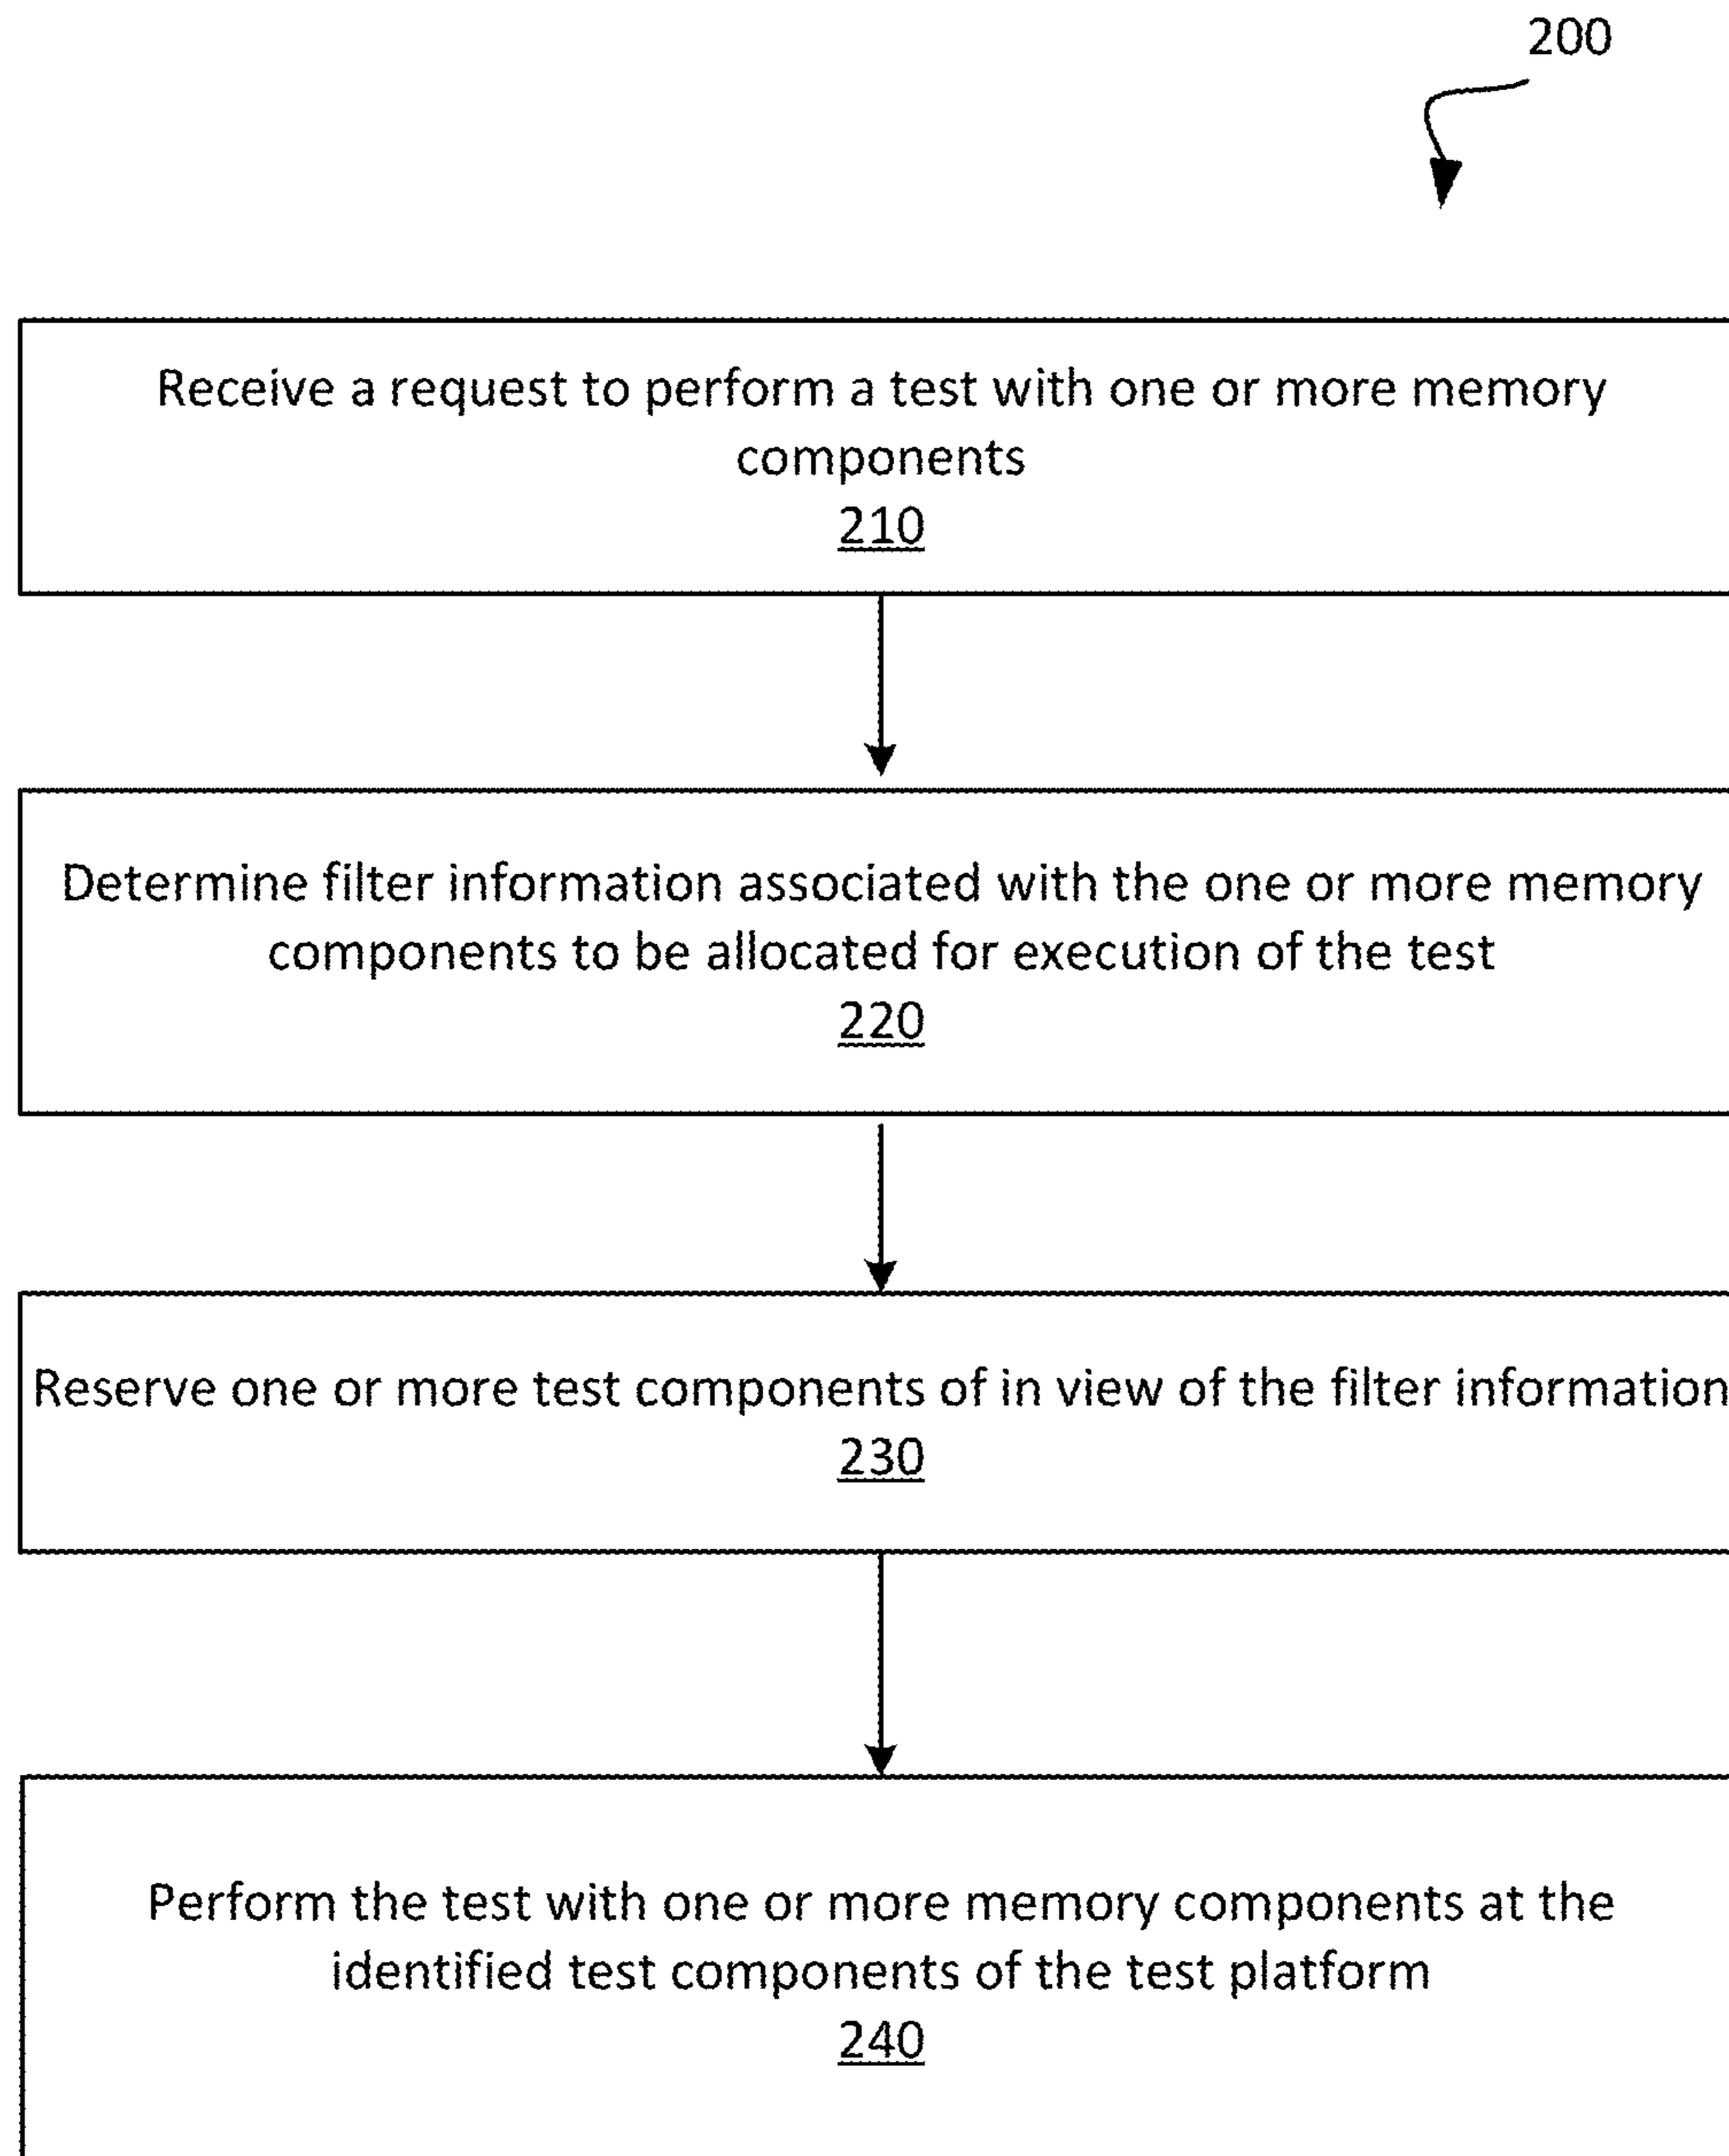 200
Receive a request to perform a test with one or more memory
components
210
Determine filter information associated with the one or more memory
components to be allocated for execution of the test
220
Reserve one or more test components of in view of the filter information
230
Perform the test with one or more memory components at the
identified test components of the test platform
240